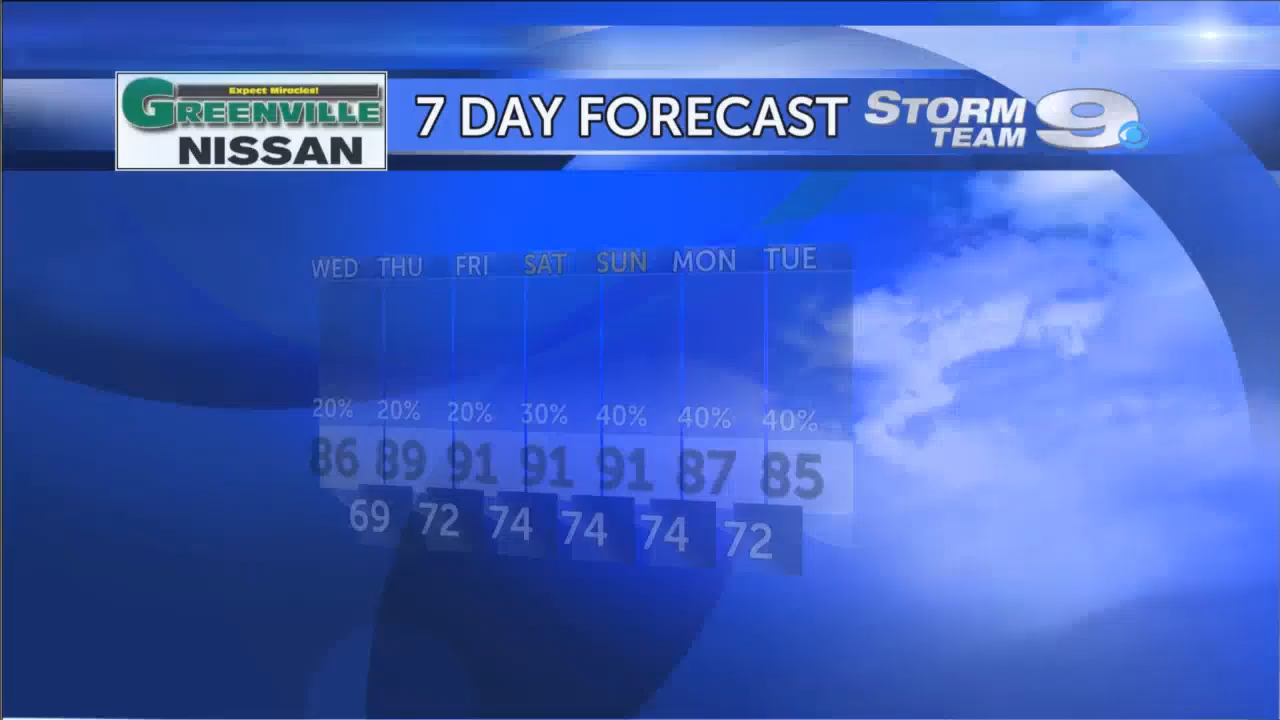 Expect Miracles!
GREENVILLE
NISSAN
7 DAY FORECAST
STORM
TEAM 9
WED THU FRI SAT SUN MON TUE
20% 20% 20% 30% 40% 40% 40%
86 89 91 91 91 87 85
69 72 74 74 74 72